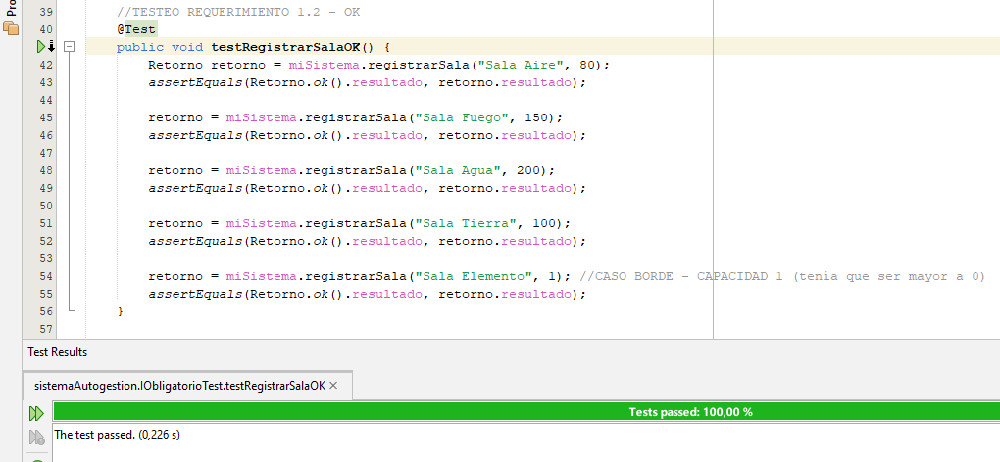 Pro
39 //TESTEO REQUERIMIENTO 1.2 - OK
40 @Test
public void testRegistrarSalaOK() {
42 Retorno retorno = miSistema.registrarSala("Sala Aire", 80);
43 assertEquals(Retorno.ok().resultado, retorno.resultado);
44
45 retorno = miSistema.registrarSala("Sala Fuego", 150);
46 assertEquals(Retorno.ok().resultado, retorno.resultado);
47
48 retorno = miSistema.registrarSala("Sala Agua", 200);
49 assertEquals(Retorno.ok().resultado, retorno.resultado);
50
51 retorno = miSistema.registrarSala("Sala Tierra", 100);
52 assertEquals(Retorno.ok().resultado, retorno.resultado);
53
54 retorno = miSistema.registrarSala("Sala Elemento", 1); //CASO BORDE - CAPACIDAD 1 (tenía que ser mayor a 0)
55 assertEquals(Retorno.ok().resultado, retorno.resultado);
56 }
57
Test Results
sistemaAutogestion.IObligatorioTest.testRegistrarSalaOK
Tests passed: 100,00 %
The test passed. (0,226 s)